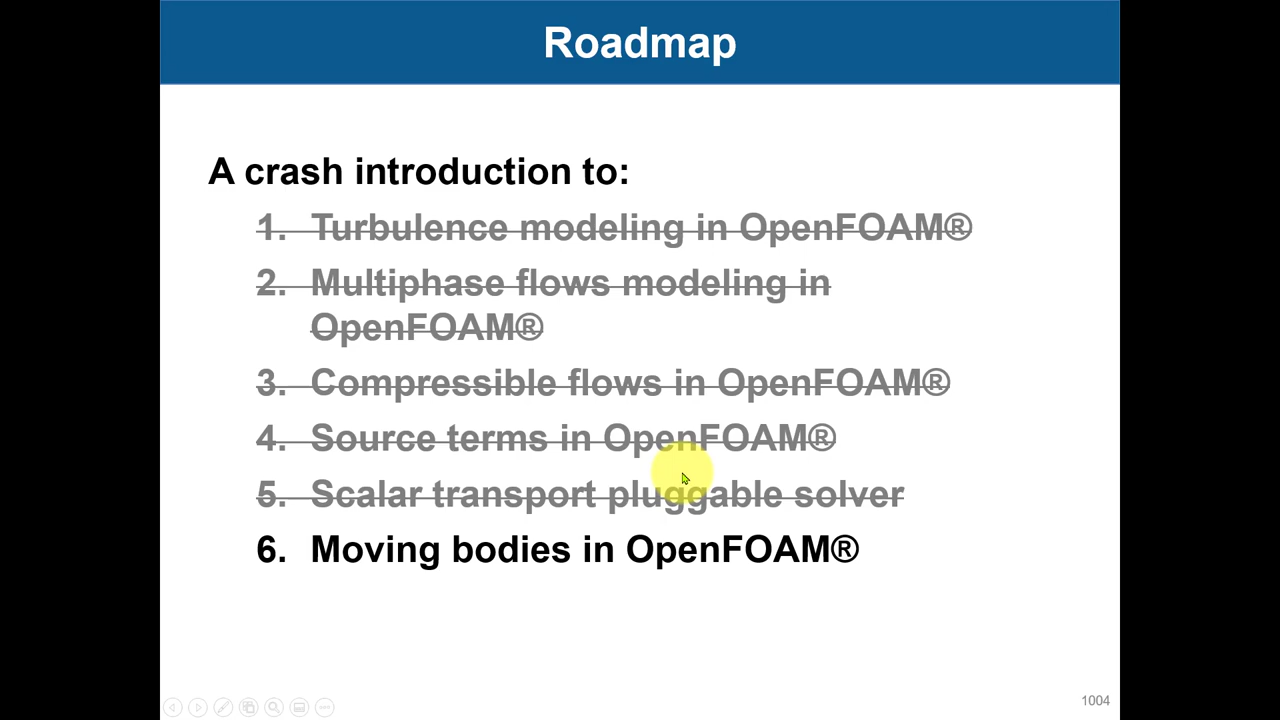 Roadmap
A crash introduction to:
1. Turbulence modeling in OpenFOAM®
2. Multiphase flows modeling in
OpenFOAM®
3. Compressible flows in OpenFOAM®
4. Source terms in OpenFOAM®
5. Scalar transport pluggable solver
6. Moving bodies in OpenFOAM®
1004